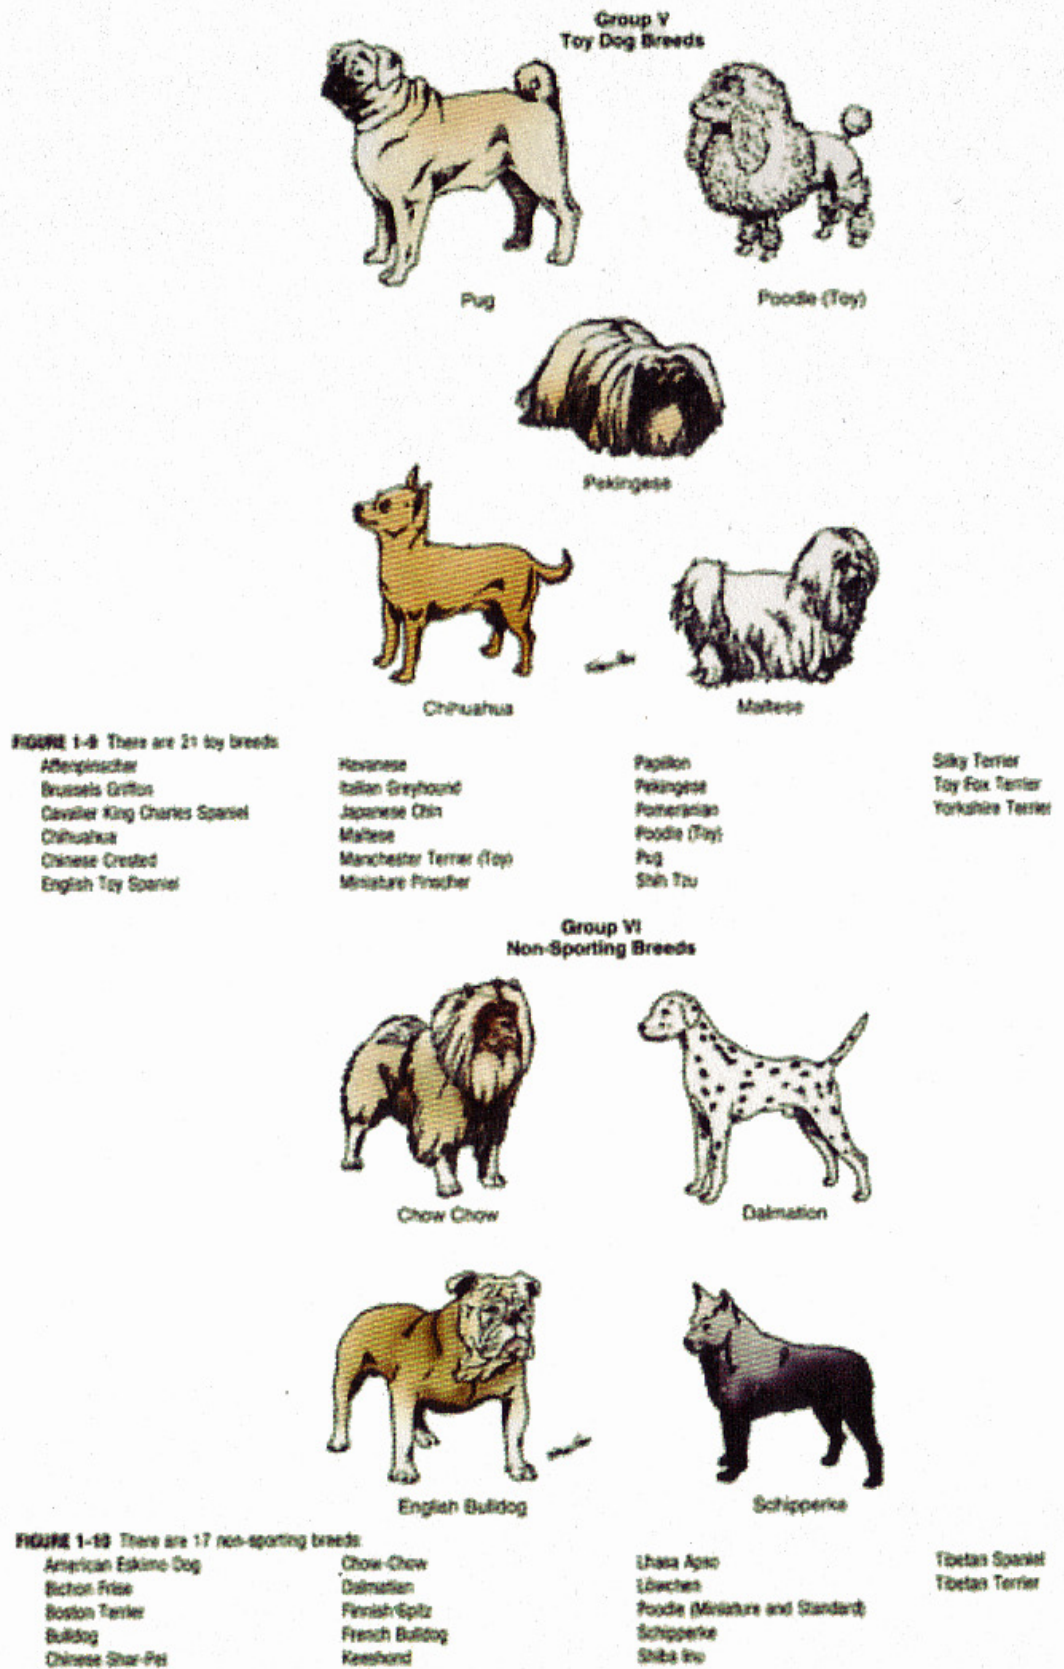 Group V
Toy Dog Breeds
Pug
Poodle (Toy)
Pekingese
Chihuahua
Maltese
FIGURE 1-9 There are 21 toy breeds
Affenpinscher
Brussels Griffon
Cavalier King Charles Spaniel
Chihuahua
Chinese Crested
English Toy Spaniel
Havanese
Italian Greyhound
Japanese Chin
Maltese
Manchester Terrier (Toy)
Miniature Pinscher
Papillon
Pekingese
Pomeranian
Poodle (Toy)
Pug
Shih Tzu
Silky Terrier
Toy Fox Terrier
Yorkshire Terrier
Group VI
Non-Sporting Breeds
Chow Chow
Dalmation
English Bulldog
Schipperke
FIGURE 1-10 There are 17 non-sporting breeds
American Eskimo Dog
Bichon Frise
Boston Terrier
Bulldog
Chinese Shar-Pei
Chow-Chow
Dalmatian
Finnish Spitz
French Bulldog
Keeshond
Lhasa Apso
Löwchen
Poodle (Miniature and Standard)
Schipperke
Shiba Inu
Tibetan Spaniel
Tibetan Terrier